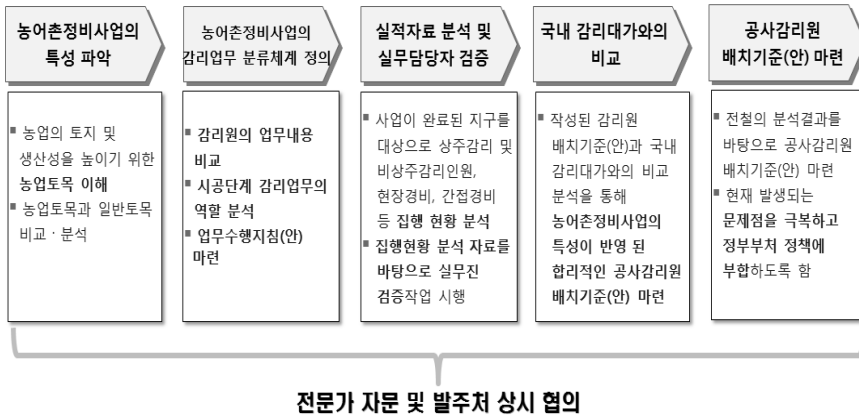 농어촌정비사업의
특성 파악
농어촌정비사업의
감리업무 분류체계 정의
실적자료 분석 및
실무담당자 검증
국내 감리대가와의
비교
공사감리원
배치기준(안) 마련
▪ 농업의 토지 및
생산성을 높이기 위한
농업토목 이해
▪ 농업토목과 일반토목
비교ㆍ분석
▪ 감리원의 업무내용
비교
▪ 시공단계 감리업무의
역할 분석
▪ 업무수행지침(안)
마련
▪ 사업이 완료된 지구를
대상으로 상주감리 및
비상주감리인원,
현장경비, 간접경비
등 집행 현황 분석
▪ 집행현황 분석 자료를
바탕으로 실무진
검증작업 시행
▪ 작성된 감리원
배치기준(안)과 국내
감리대가와의 비교
분석을 통해
농어촌정비사업의
특성이 반영 된
합리적인 공사감리원
배치기준(안) 마련
▪ 전철의 분석결과를
바탕으로 공사감리원
배치기준(안) 마련
▪ 현재 발생되는
문제점을 극복하고
정부부처 정책에
부합하도록 함
전문가 자문 및 발주처 상시 협의